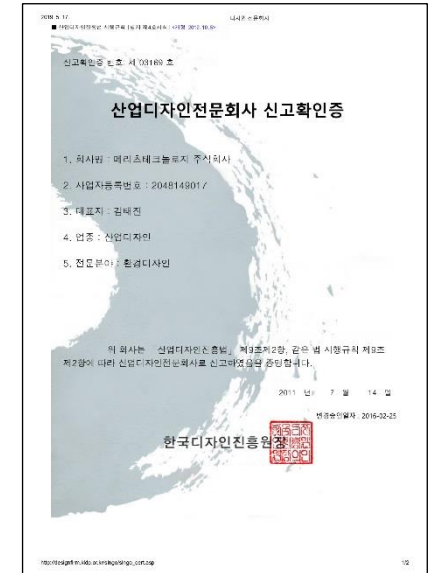 2019. 5. 17.
신고확인증 번호 제 03169 호
산업디자인전문회사 신고확인증
1. 회사명 : 메리츠테크놀로지 주식회사
2. 사업자등록번호 : 2048149017
3. 대표자 : 김태진
4. 업종 : 산업디자인
5. 전문분야 : 환경디자인
위 회사는 「산업디자인진흥법」 제9조제2항, 같은 법 시행규칙 제9조
제2항에 따라 산업디자인전문회사로 신고하였음을 증명합니다.
2011 년 7 월 14 일
변경승인일자 : 2016-02-25
한국디자인진흥원장
1/2